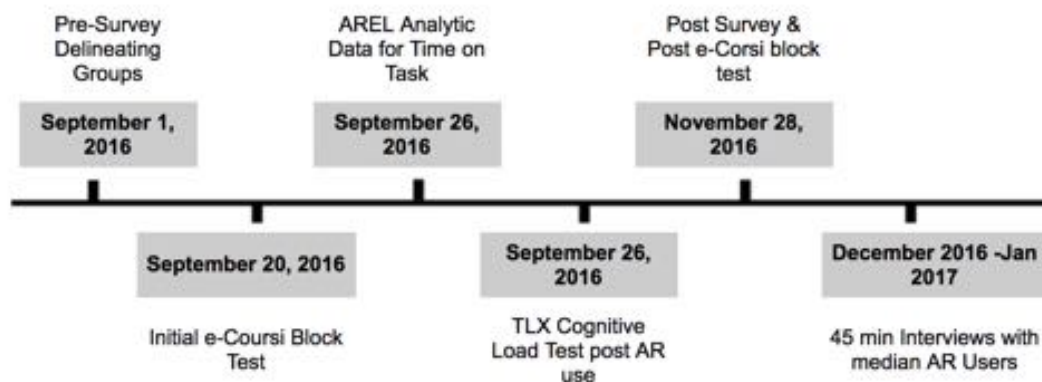 Pre-Survey
Delineating
Groups
September 1,
2016
AREL Analytic
Data for Time on
Task
September 26,
2016
Post Survey &
Post e-Corsi block
test
November 28,
2016
September 20, 2016
Initial e-Coursi Block
Test
September 26,
2016
TLX Cognitive
Load Test post AR
use
December 2016 -Jan
2017
45 min Interviews with
median AR Users